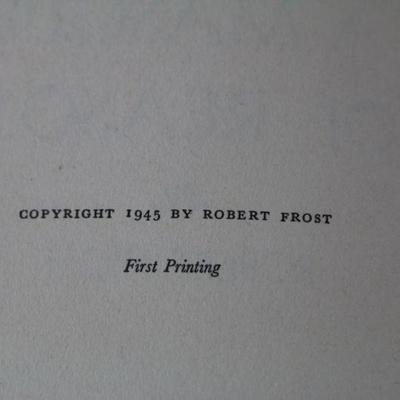 COPYRIGHT 1945 BY ROBERT FROST
First Printing